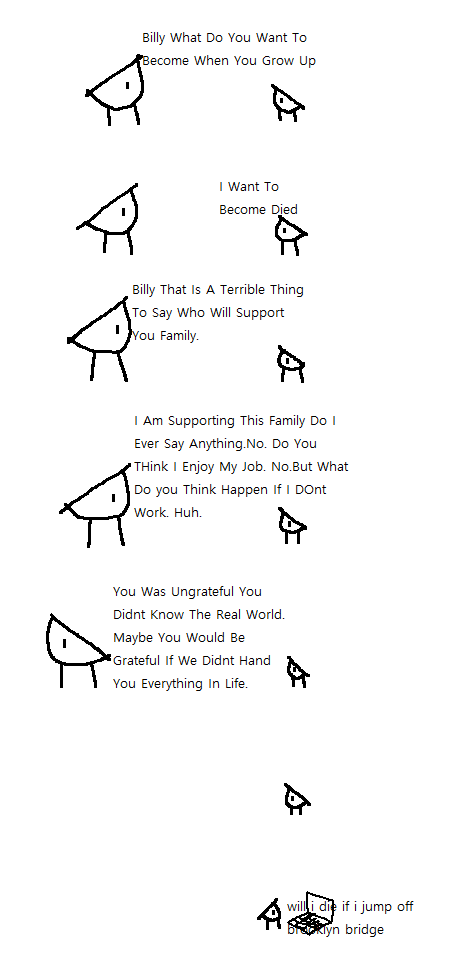 Billy What Do You Want To
Become When You Grow Up
I Want To
Become Died
Billy That Is A Terrible Thing
To Say Who Will Support
You Family.
I Am Supporting This Family Do I
Ever Say Anything.No. Do You
THink I Enjoy My Job. No.But What
Do you Think Happen If I DOnt
Work. Huh.
You Was Ungrateful You
Didnt Know The Real World.
Maybe You Would Be
Grateful If We Didnt Hand
You Everything In Life.
will i die if i jump off
brooklyn bridge